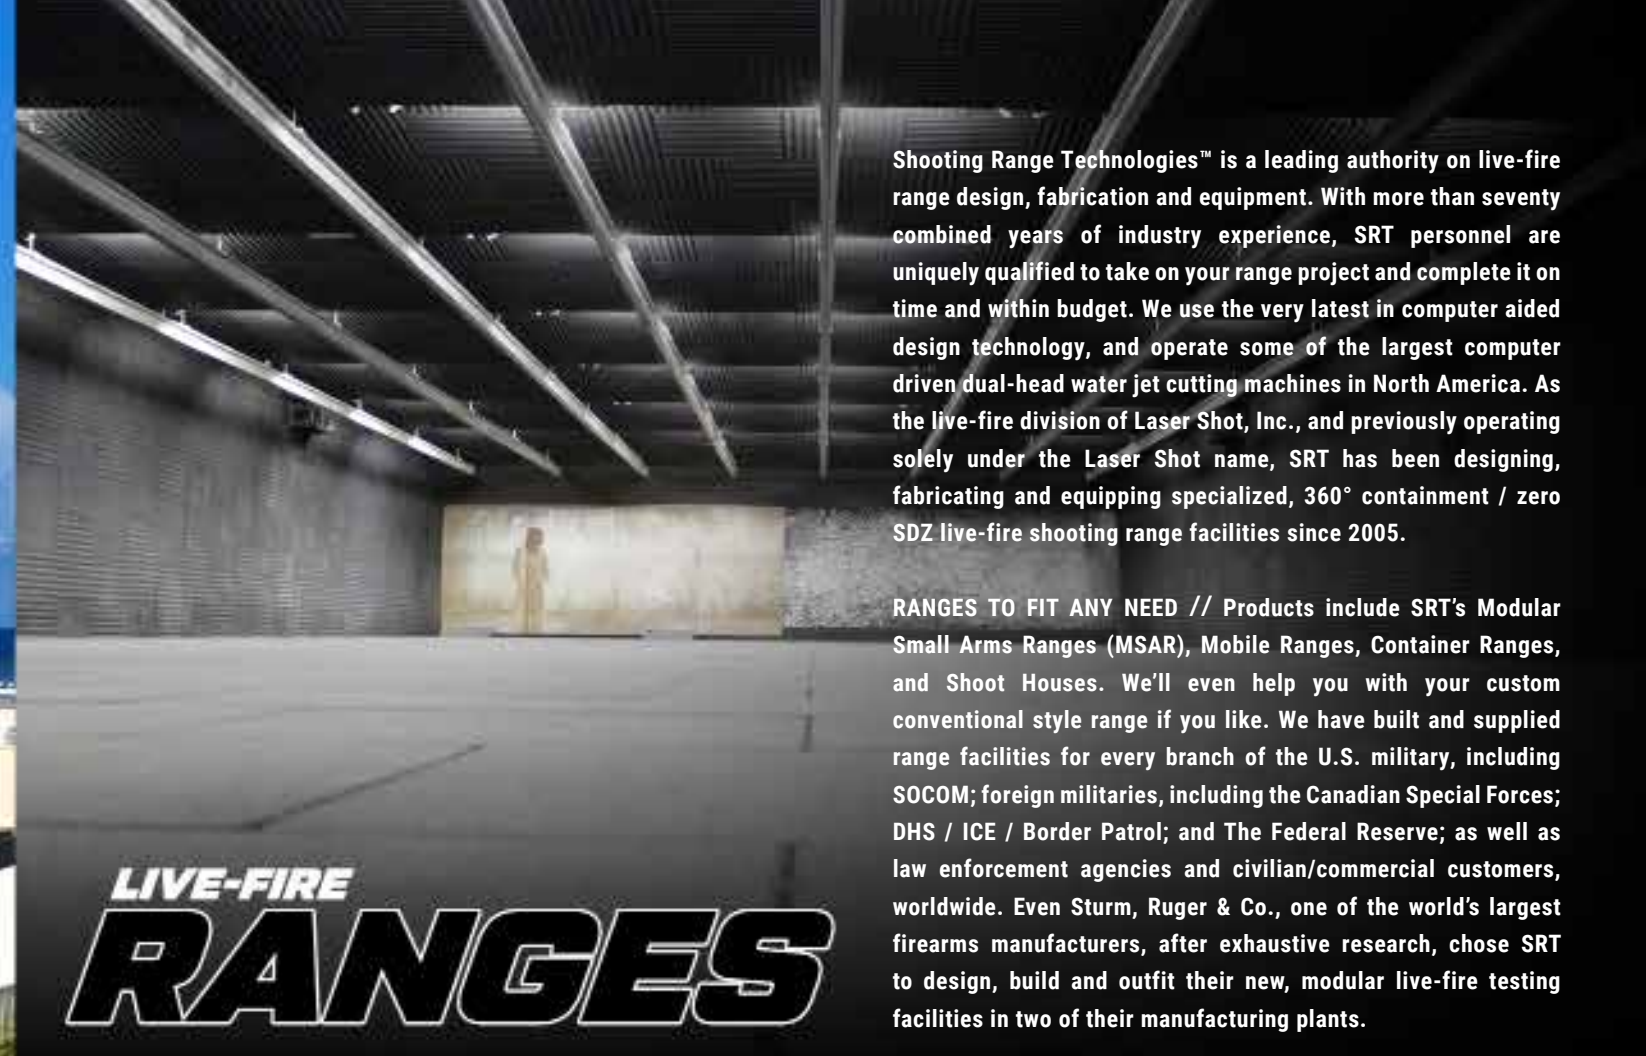 Shooting Range Technologies™ is a leading authority on live-fire
range design, fabrication and equipment. With more than seventy
combined years of industry experience, SRT personnel are
uniquely qualified to take on your range project and complete it on
time and within budget. We use the very latest in computer aided
design technology, and operate some of the largest computer
driven dual-head water jet cutting machines in North America. As
the live-fire division of Laser Shot, Inc., and previously operating
solely under the Laser Shot name, SRT has been designing,
fabricating and equipping specialized, 360° containment / zero
SDZ live-fire shooting range facilities since 2005.
RANGES TO FIT ANY NEED // Products include SRT’s Modular
Small Arms Ranges (MSAR), Mobile Ranges, Container Ranges,
and Shoot Houses. We’ll even help you with your custom
conventional style range if you like. We have built and supplied
range facilities for every branch of the U.S. military, including
SOCOM; foreign militaries, including the Canadian Special Forces;
DHS / ICE / Border Patrol; and The Federal Reserve; as well as
law enforcement agencies and civilian/commercial customers,
worldwide. Even Sturm, Ruger & Co., one of the world’s largest
firearms manufacturers, after exhaustive research, chose SRT
to design, build and outfit their new, modular live-fire testing
facilities in two of their manufacturing plants.
LIVE-FIRE
RANGES